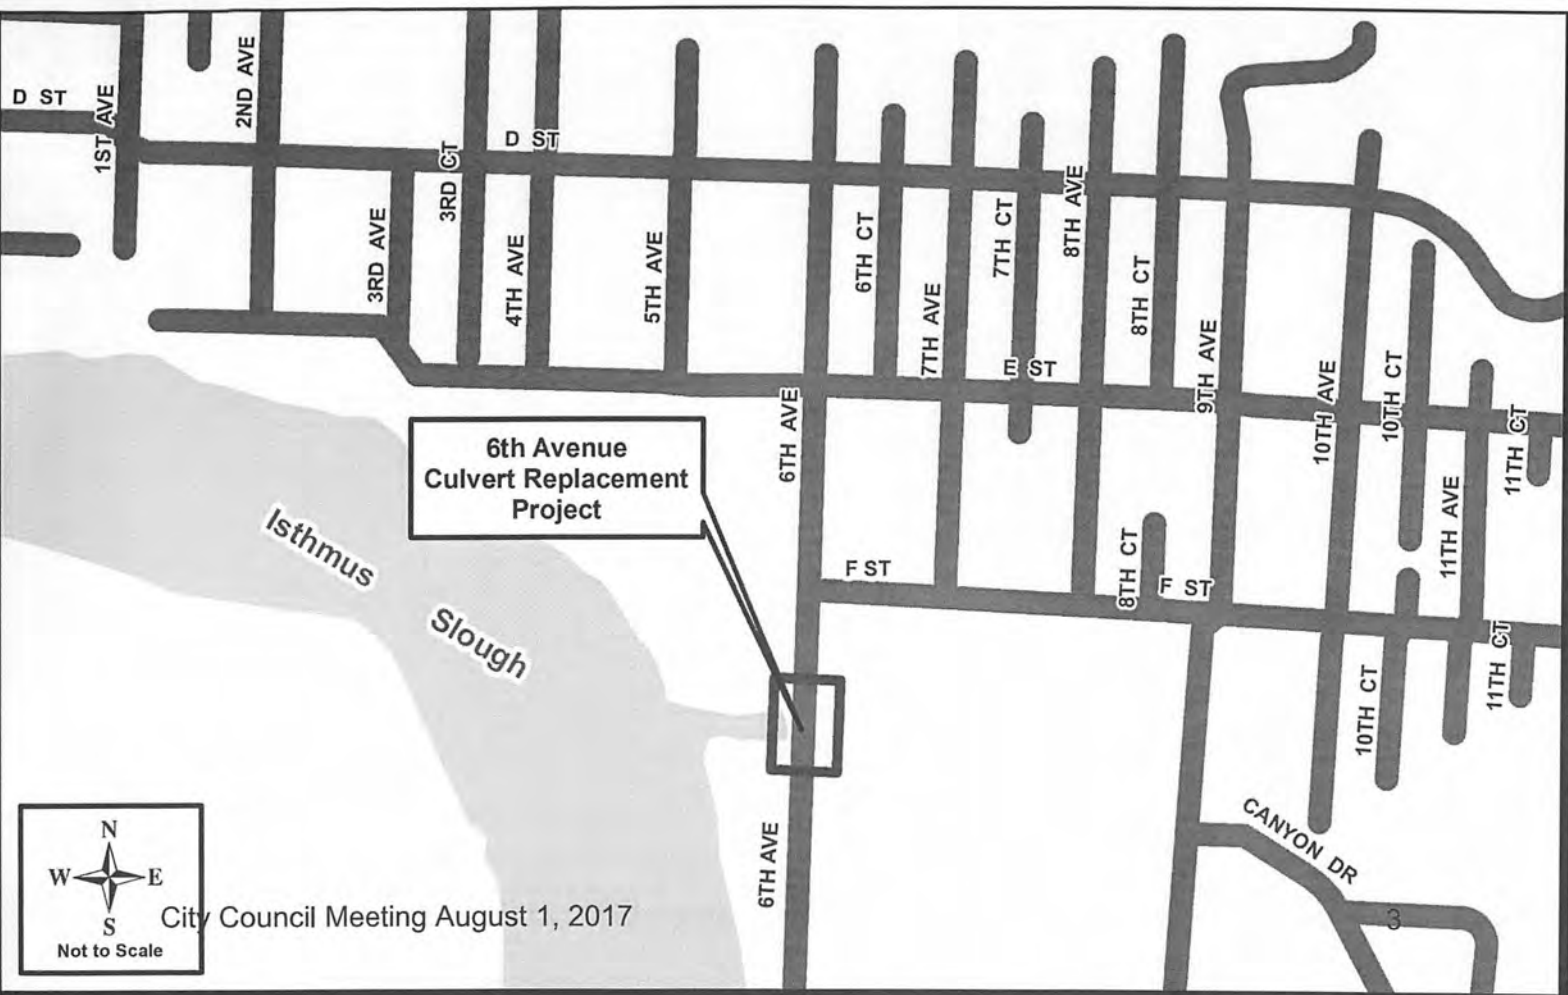 D ST
1ST AVE
2ND AVE
3RD AVE
3RD CT
D ST
4TH AVE
5TH AVE
6TH CT
7TH AVE
7TH CT
8TH AVE
8TH CT
9TH AVE
10TH AVE
10TH CT
11TH AVE
11TH CT
E ST
6TH AVE
6th Avenue
Culvert Replacement
Project
Isthmus
Slough
F ST
8TH CT
F ST
10TH CT
11TH CT
6TH AVE
CANYON DR
N
W E
S
Not to Scale
City Council Meeting August 1, 2017
3